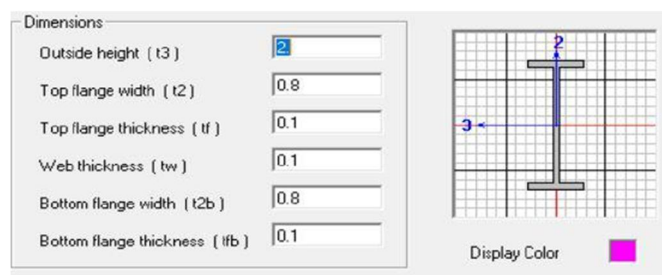 Dimensions
Outside height ( t3 )
2.
Top flange width ( t2 )
0.8
Top flange thickness ( tf )
0.1
Web thickness ( tw )
0.1
Bottom flange width ( t2b )
0.8
Bottom flange thickness ( tfb )
0.1
2
3
Display Color